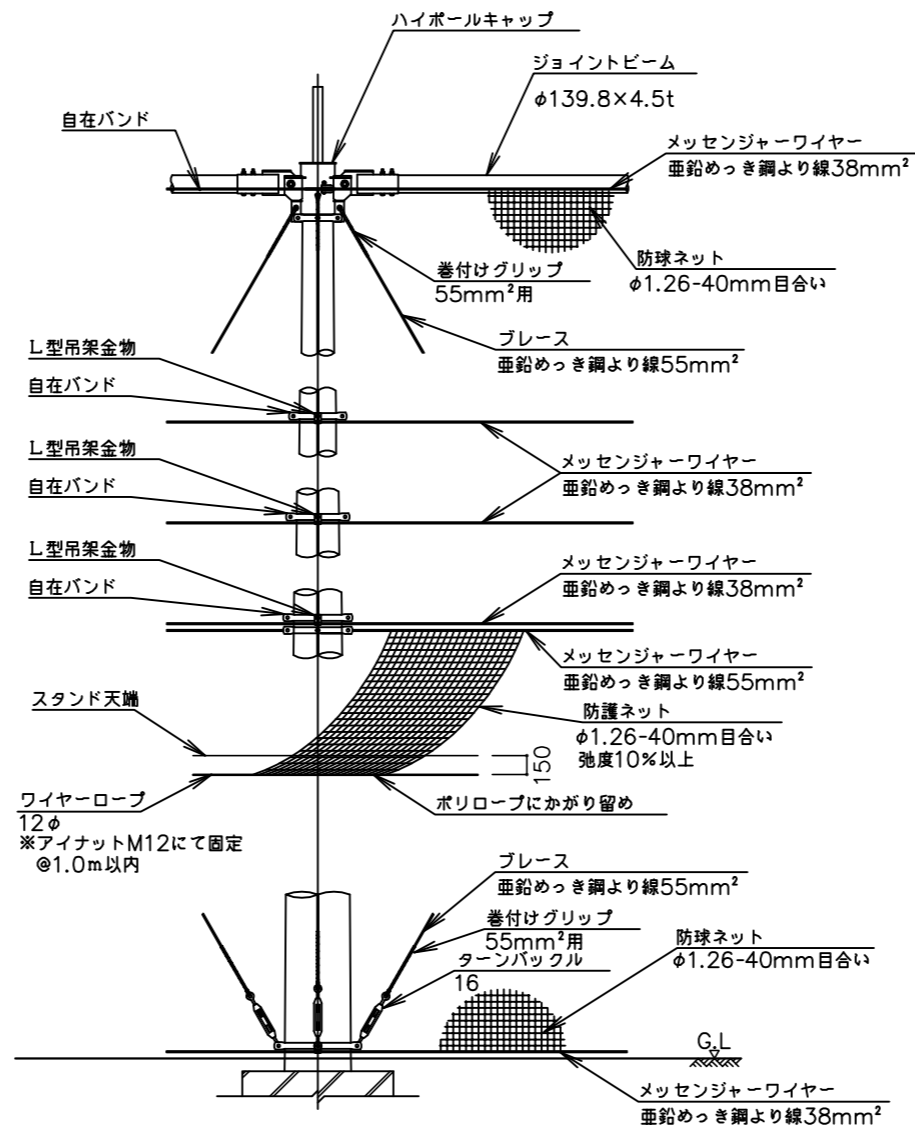 ハイポールキャップ
ジョイントビーム
φ139.8×4.5t
自在バンド
メッセンジャーワイヤー
亜鉛めっき鋼より線38mm²
防球ネット
φ1.26-40mm目合い
巻付けグリップ
55mm²用
ブレース
亜鉛めっき鋼より線55mm²
L型吊架金物
自在バンド
L型吊架金物
自在バンド
メッセンジャーワイヤー
亜鉛めっき鋼より線38mm²
L型吊架金物
自在バンド
メッセンジャーワイヤー
亜鉛めっき鋼より線38mm²
メッセンジャーワイヤー
亜鉛めっき鋼より線55mm²
スタンド天端
防護ネット
φ1.26-40mm目合い
弛度10%以上
150
ワイヤーロープ
12φ
※アイナットM12にて固定
@1.0m以内
ポリロープにかがり留め
ブレース
亜鉛めっき鋼より線55mm²
巻付けグリップ
55mm²用
ターンバックル
16
防球ネット
φ1.26-40mm目合い
G.L
メッセンジャーワイヤー
亜鉛めっき鋼より線38mm²